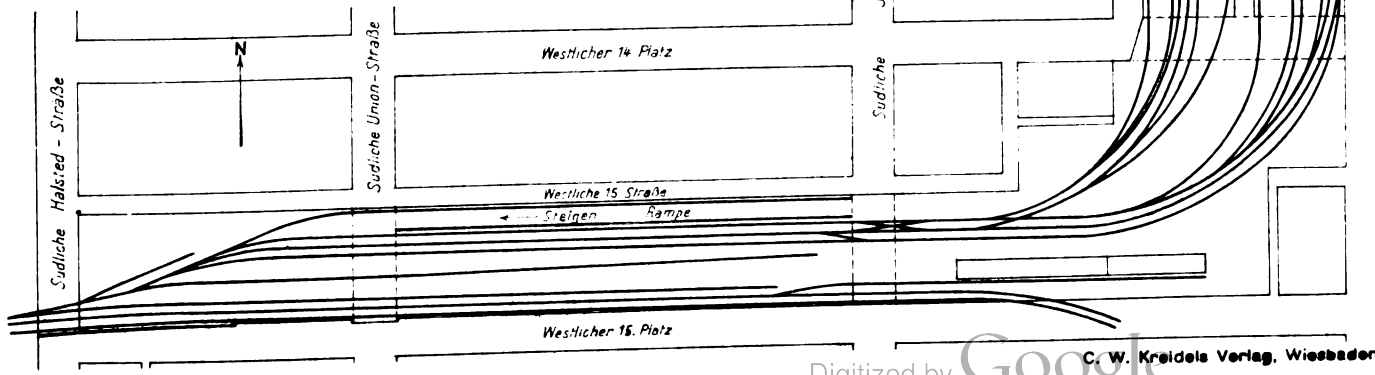 N
Westlicher 14 Platz
Südliche Halsted - Straße
Südliche Union-Straße
Südliche
Westliche 15 Straße
Steigen Rampe
Westlicher 15. Platz
Digitized by Google
C. W. Kreidels Verlag, Wiesbaden